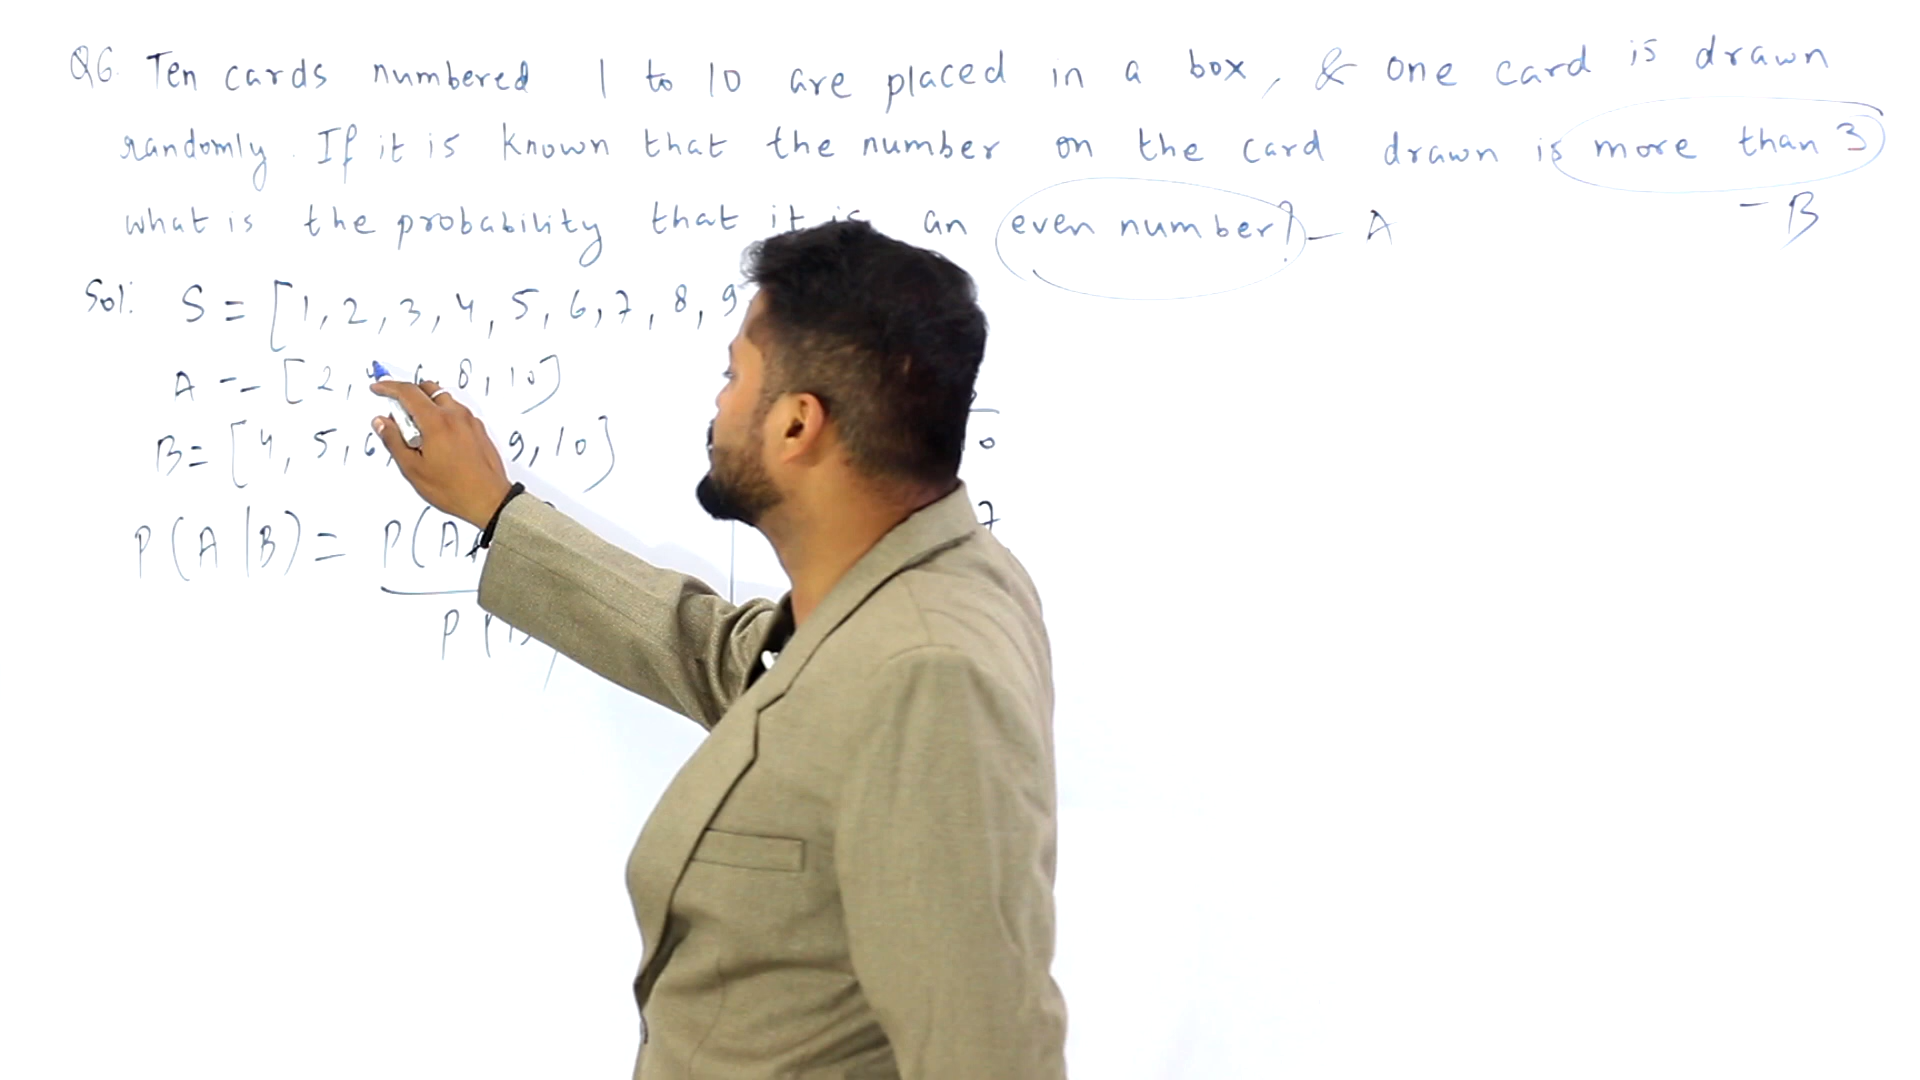 Q6. Ten cards numbered 1 to 10 are placed in a box, & one card is drawn
randomly. If it is known that the number on the card drawn is more than 3
what is the probability that it is an even number? – A – B
Sol: S = [1, 2, 3, 4, 5, 6, 7, 8, 9
A = [2, 8, 10]
B = [4, 5, 6, 9, 10]
P(A|B) = P(A
P(B
7